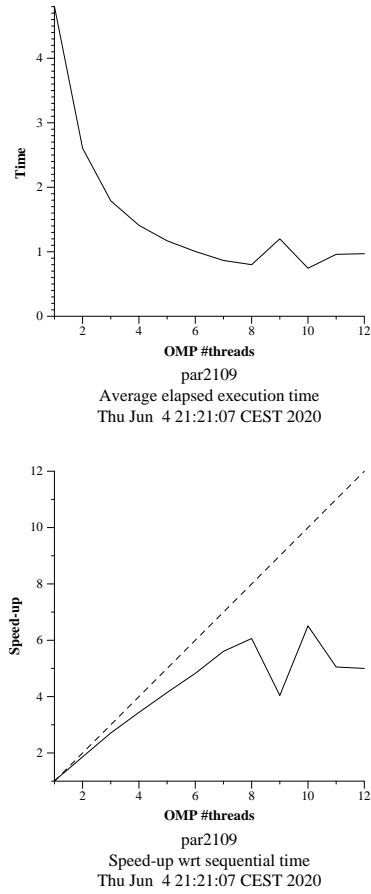 4
3
Time
2
1
0
2 4 6 8 10 12
OMP #threads
par2109
Average elapsed execution time
Thu Jun  4 21:21:07 CEST 2020
12
10
8
Speed-up
6
4
2
2 4 6 8 10 12
OMP #threads
par2109
Speed-up wrt sequential time
Thu Jun  4 21:21:07 CEST 2020